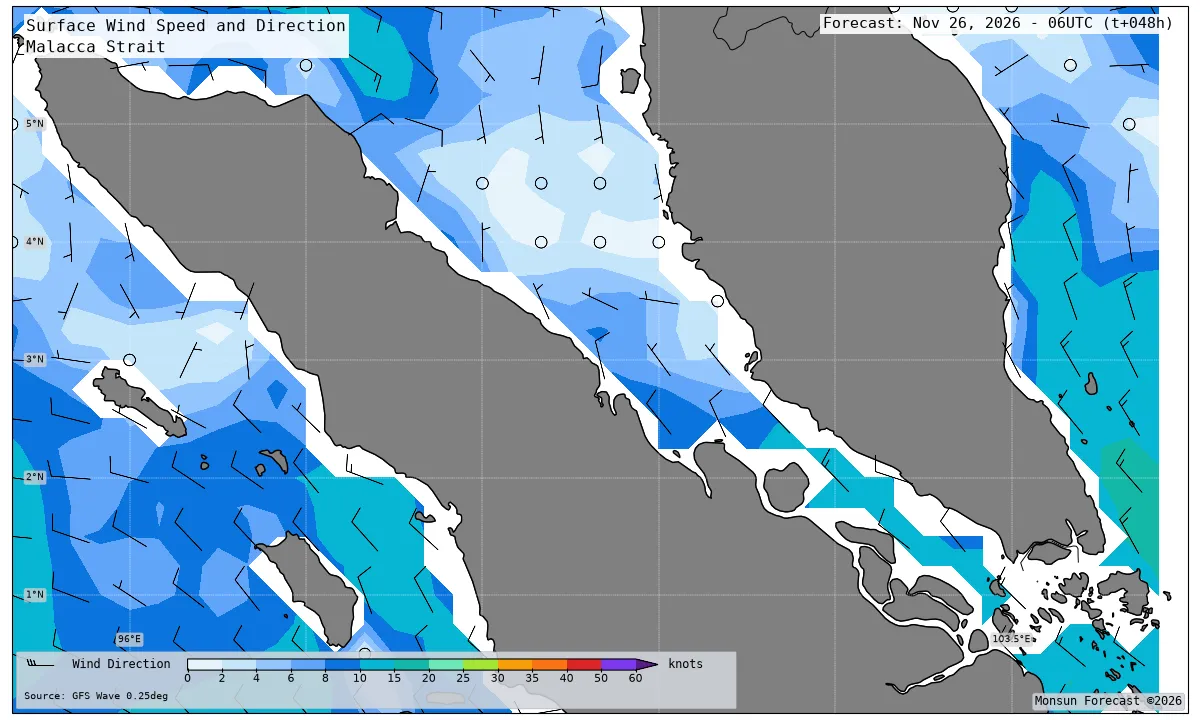 Surface Wind Speed and Direction
Malacca Strait
Forecast: Nov 26, 2026 - 06UTC (t+048h)
5°N
4°N
3°N
2°N
1°N
96°E
103.5°E
Wind Direction
knots
0 2 4 6 8 10 15 20 25 30 40 50 60
Source: GFS Wave 0.25deg
Monsun Forecast ©2026